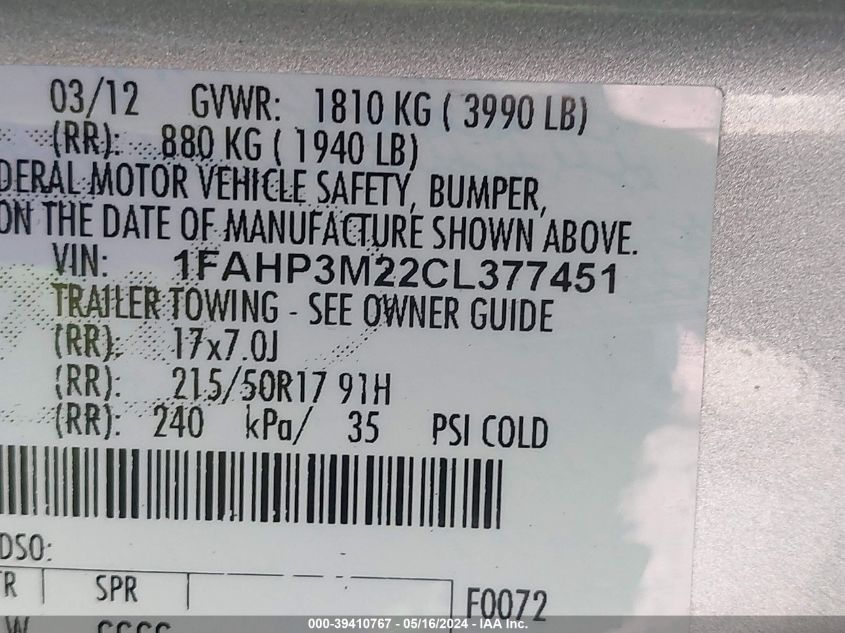 03/12 GVWR: 1810 KG ( 3990 LB)
(RR): 880 KG ( 1940 LB)
DERAL MOTOR VEHICLE SAFETY, BUMPER,
ON THE DATE OF MANUFACTURE SHOWN ABOVE.
VIN: 1FAHP3M22CL377451
TRAILER TOWING - SEE OWNER GUIDE
(RR): 17x7.0J
(RR): 215/50R17 91H
(RR): 240 kPa/ 35 PSI COLD
DSO:
TR SPR F0072
W
000-39410767 - 05/16/2024 - IAA Inc.